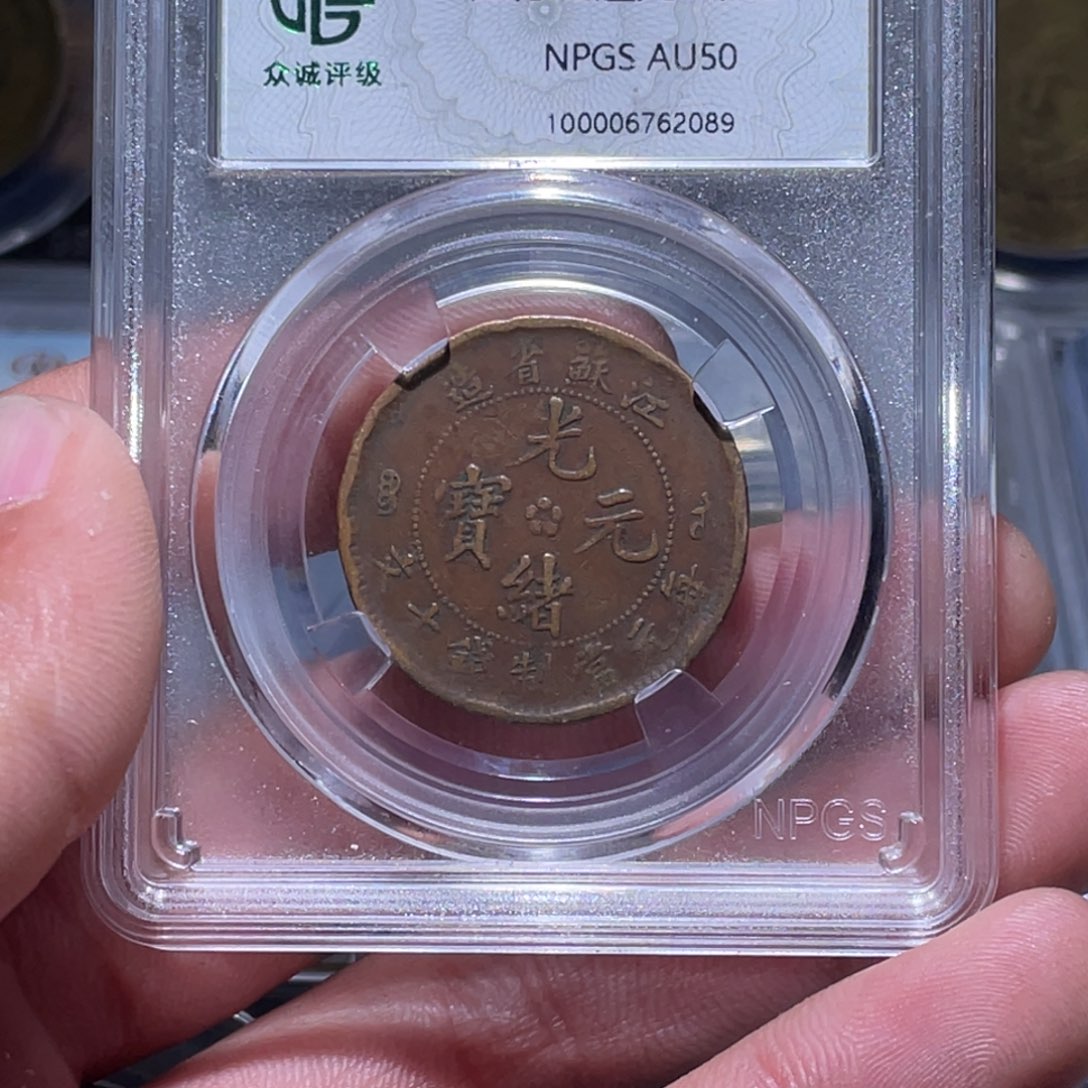 众诚评级
NPGS AU50
100006762089
造 省 蘇 江
光
寶 元
緒
每 元 當 制 錢 十 文
NPGS